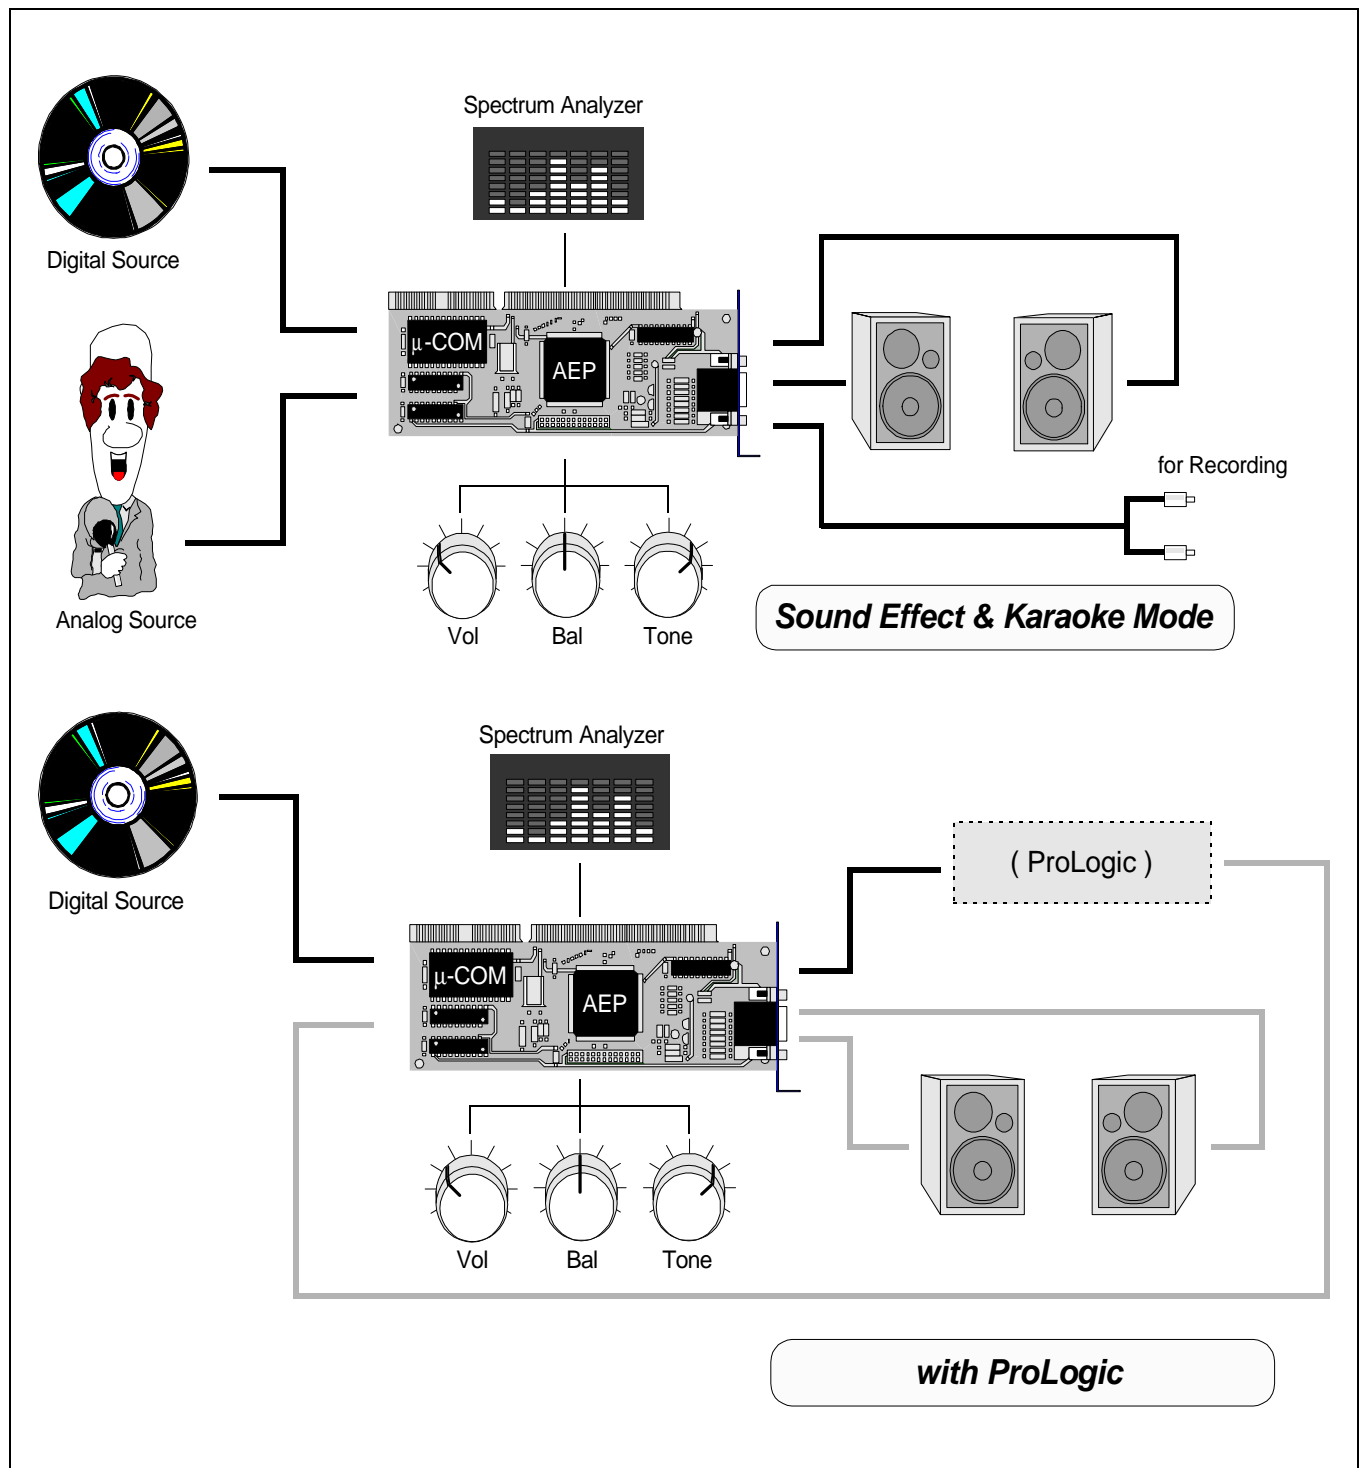 Spectrum Analyzer
Digital Source
μ-COM
AEP
for Recording
Analog Source
Vol
Bal
Tone
Sound Effect & Karaoke Mode
Spectrum Analyzer
( ProLogic )
Digital Source
μ-COM
AEP
Vol
Bal
Tone
with ProLogic